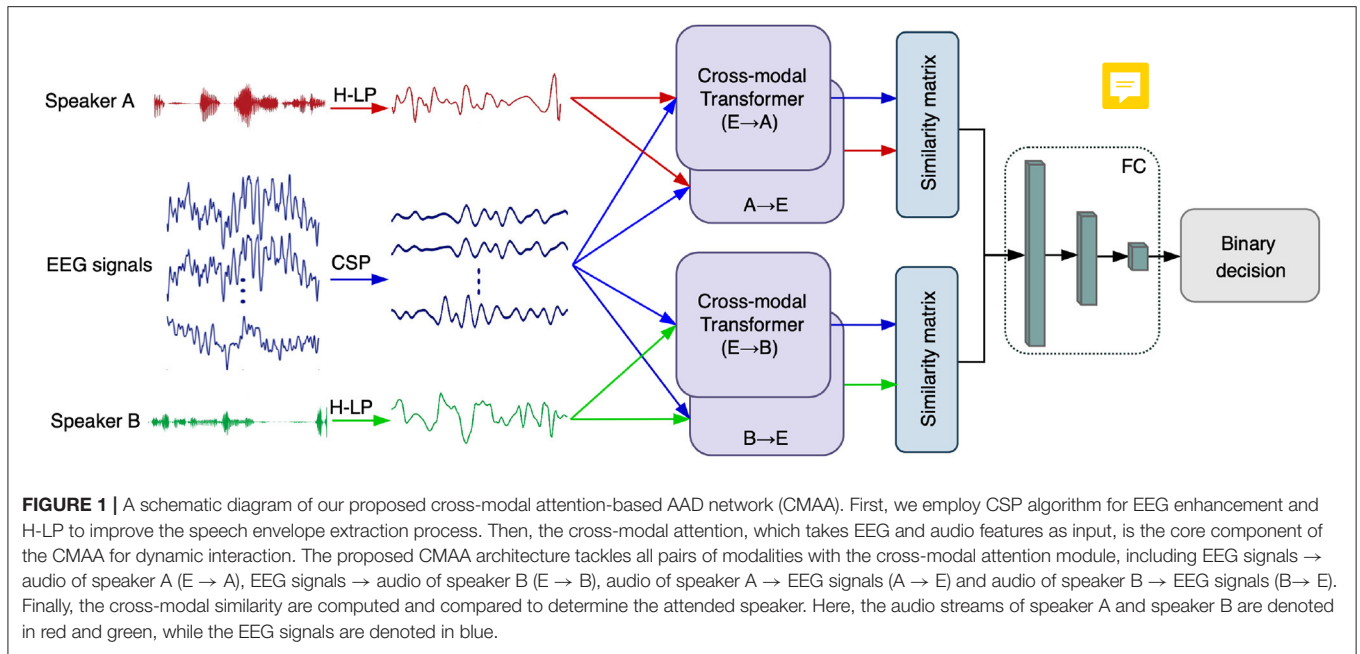 Speaker A
H-LP
Cross-modal
Transformer
(E→A)
A→E
Similarity matrix
EEG signals
CSP
Cross-modal
Transformer
(E→B)
B→E
Similarity matrix
Speaker B
H-LP
FC
Binary
decision
FIGURE 1 | A schematic diagram of our proposed cross-modal attention-based AAD network (CMAA). First, we employ CSP algorithm for EEG enhancement and
H-LP to improve the speech envelope extraction process. Then, the cross-modal attention, which takes EEG and audio features as input, is the core component of
the CMAA for dynamic interaction. The proposed CMAA architecture tackles all pairs of modalities with the cross-modal attention module, including EEG signals →
audio of speaker A (E → A), EEG signals → audio of speaker B (E → B), audio of speaker A → EEG signals (A → E) and audio of speaker B → EEG signals (B→ E).
Finally, the cross-modal similarity are computed and compared to determine the attended speaker. Here, the audio streams of speaker A and speaker B are denoted
in red and green, while the EEG signals are denoted in blue.